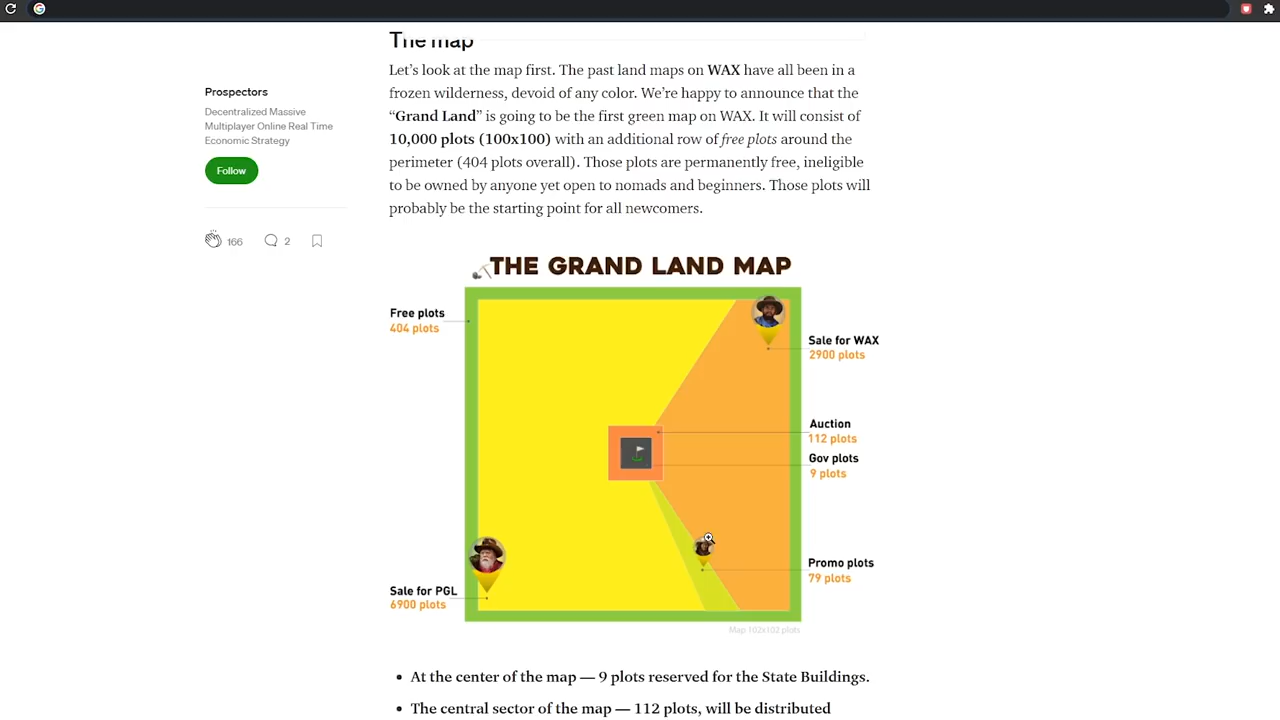 The map
Let's look at the map first. The past land maps on WAX have all been in a
frozen wilderness, devoid of any color. We're happy to announce that the
“Grand Land” is going to be the first green map on WAX. It will consist of
10,000 plots (100x100) with an additional row of free plots around the
perimeter (404 plots overall). Those plots are permanently free, ineligible
to be owned by anyone yet open to nomads and beginners. Those plots will
probably be the starting point for all newcomers.
Prospectors
Decentralized Massive
Multiplayer Online Real Time
Economic Strategy
Follow
166
2
THE GRAND LAND MAP
Free plots
404 plots
Sale for WAX
2900 plots
Auction
112 plots
Gov plots
9 plots
Promo plots
79 plots
Sale for PGL
6900 plots
Map 102x102 plots
• At the center of the map — 9 plots reserved for the State Buildings.
• The central sector of the map — 112 plots, will be distributed